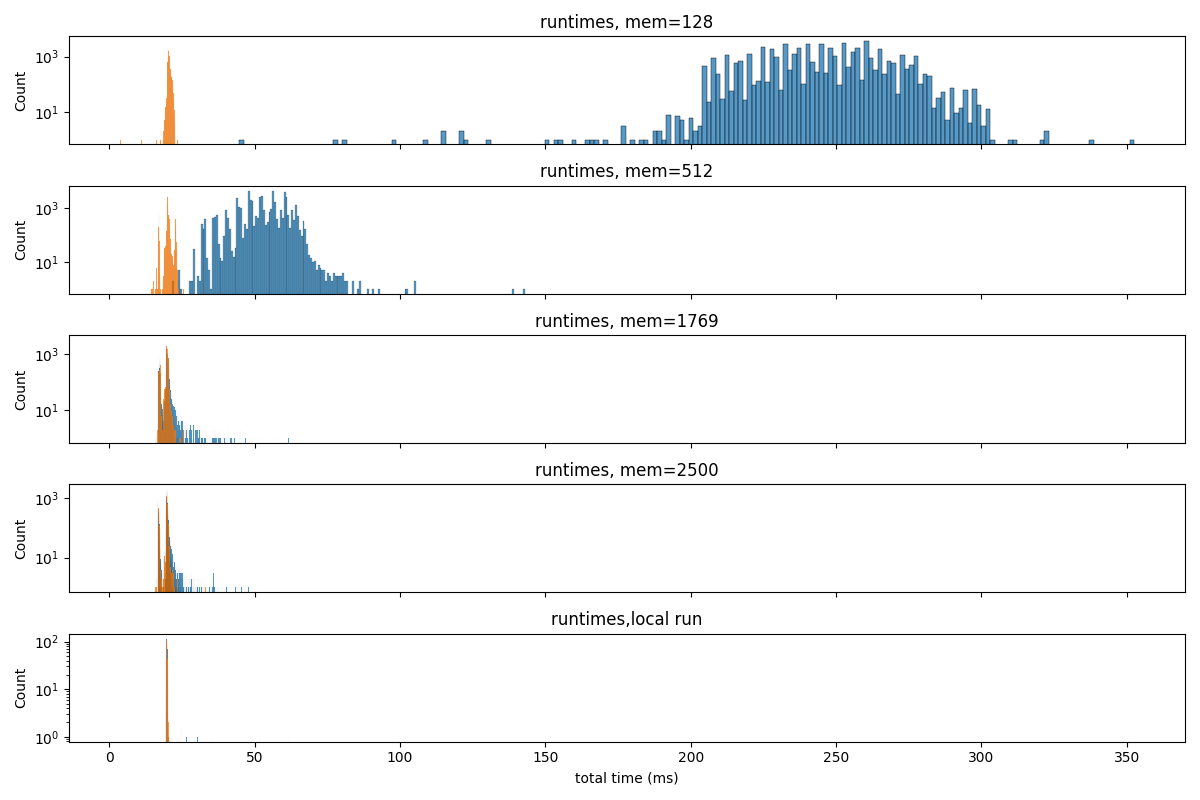 runtimes, mem=128
10³
10¹
Count
runtimes, mem=512
10³
10¹
Count
runtimes, mem=1769
10³
10¹
Count
runtimes, mem=2500
10³
10¹
Count
runtimes,local run
10²
10¹
10⁰
Count
0 50 100 150 200 250 300 350
total time (ms)